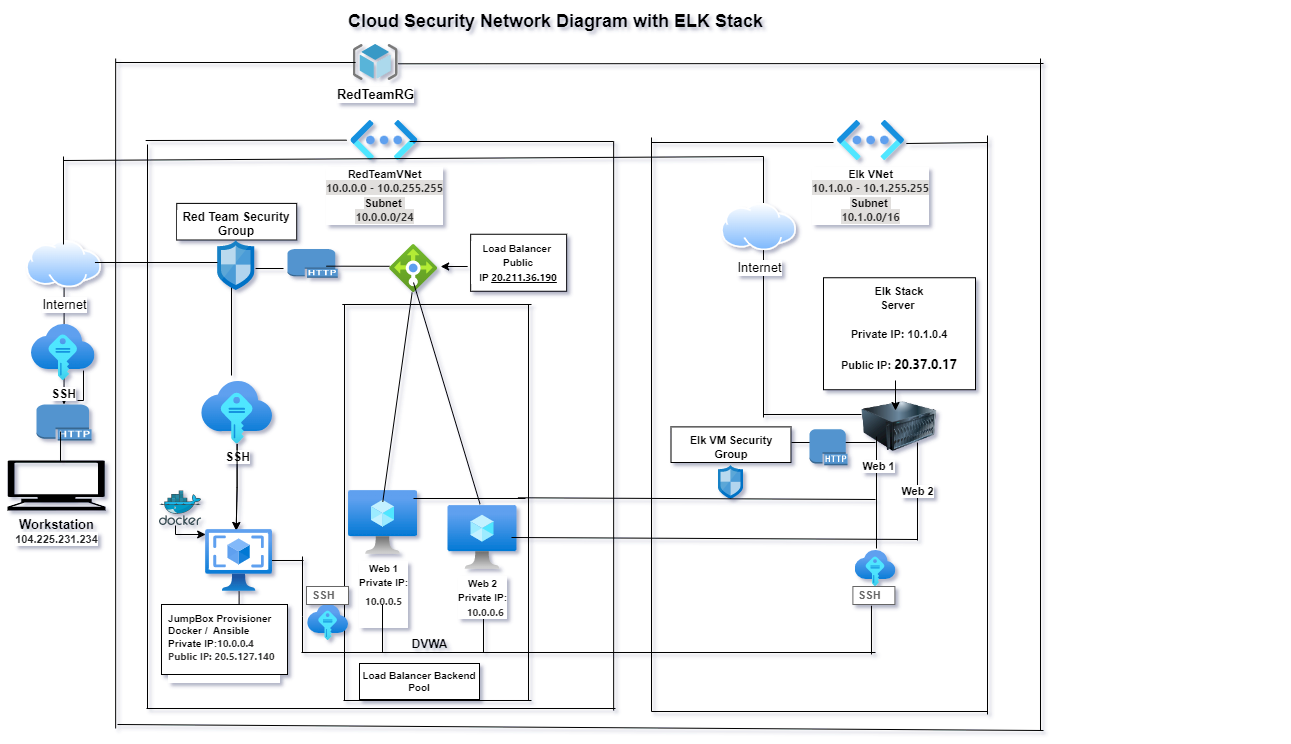 Cloud Security Network Diagram with ELK Stack
RedTeamRG
RedTeamVNet
10.0.0.0 - 10.0.255.255
Subnet
10.0.0.0/24
Elk VNet
10.1.0.0 - 10.1.255.255
Subnet
10.1.0.0/16
Red Team Security
Group
HTTP
Load Balancer
Public
IP 20.211.36.190
Internet
Internet
Elk Stack
Server
Private IP: 10.1.0.4
Public IP: 20.37.0.17
SSH
HTTP
Workstation
104.225.231.234
SSH
docker
Elk VM Security
Group
HTTP
Web 1
Web 2
Web 1
Private IP:
10.0.0.5
Web 2
Private IP:
10.0.0.6
SSH
SSH
JumpBox Provisioner
Docker / Ansible
Private IP:10.0.0.4
Public IP: 20.5.127.140
DVWA
Load Balancer Backend
Pool